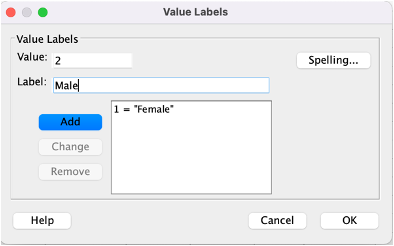 Value Labels
Value Labels
Value: 2
Spelling...
Label: Male
1 = "Female"
Add
Change
Remove
Help
Cancel
OK